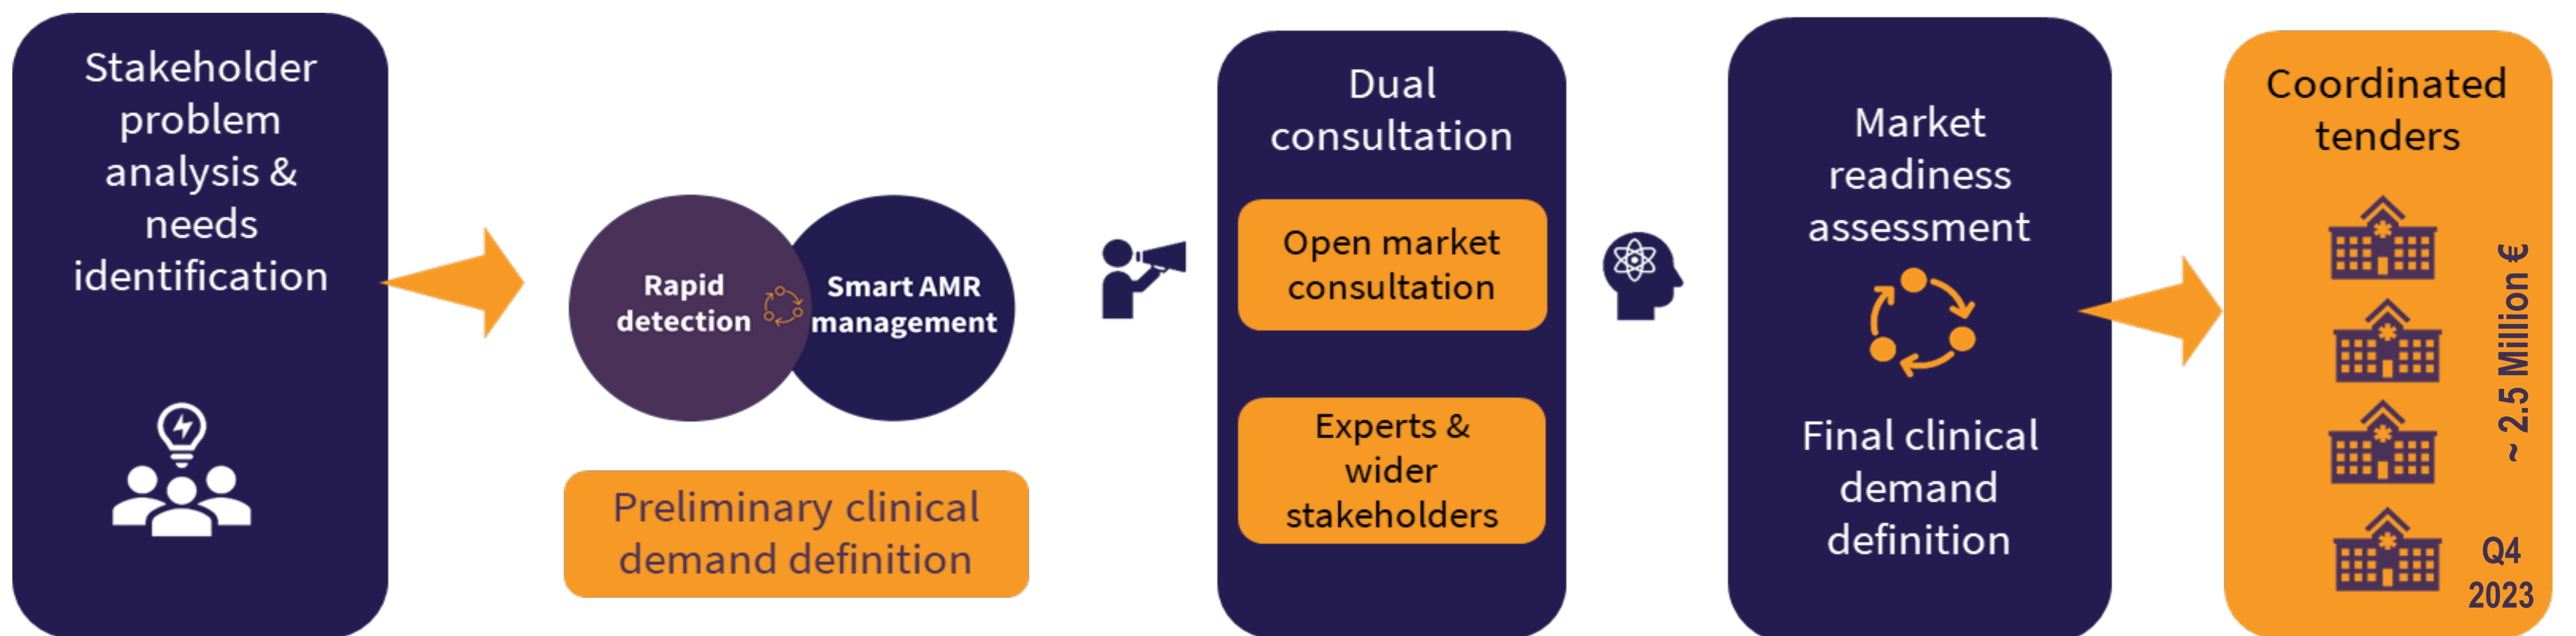 Stakeholder
problem
analysis &
needs
identification
Rapid
detection
Smart AMR
management
Preliminary clinical
demand definition
Dual
consultation
Open market
consultation
Experts &
wider
stakeholders
Market
readiness
assessment
Final clinical
demand
definition
Coordinated
tenders
~ 2.5 Million €
Q4
2023